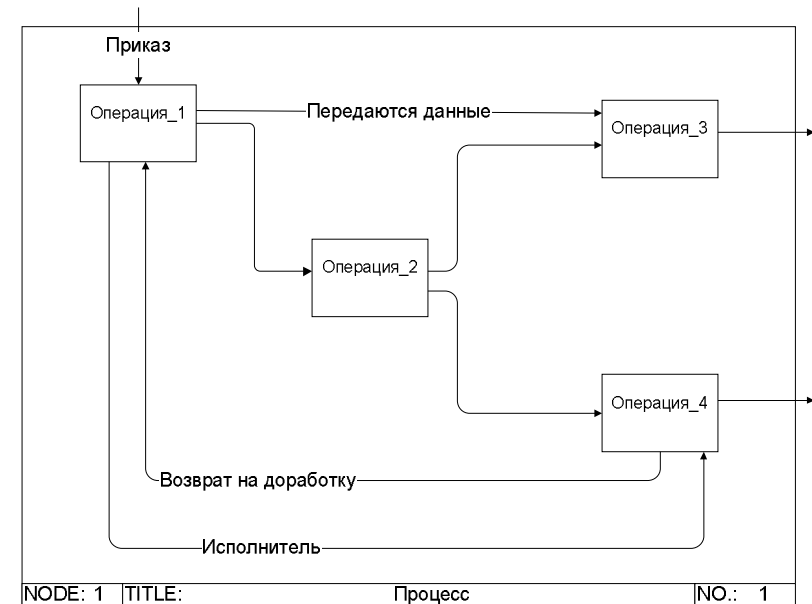 Приказ
Операция_1
Передаются данные
Операция_3
Операция_2
Операция_4
Возврат на доработку
Исполнитель
NODE: 1 TITLE: Процесс NO.: 1